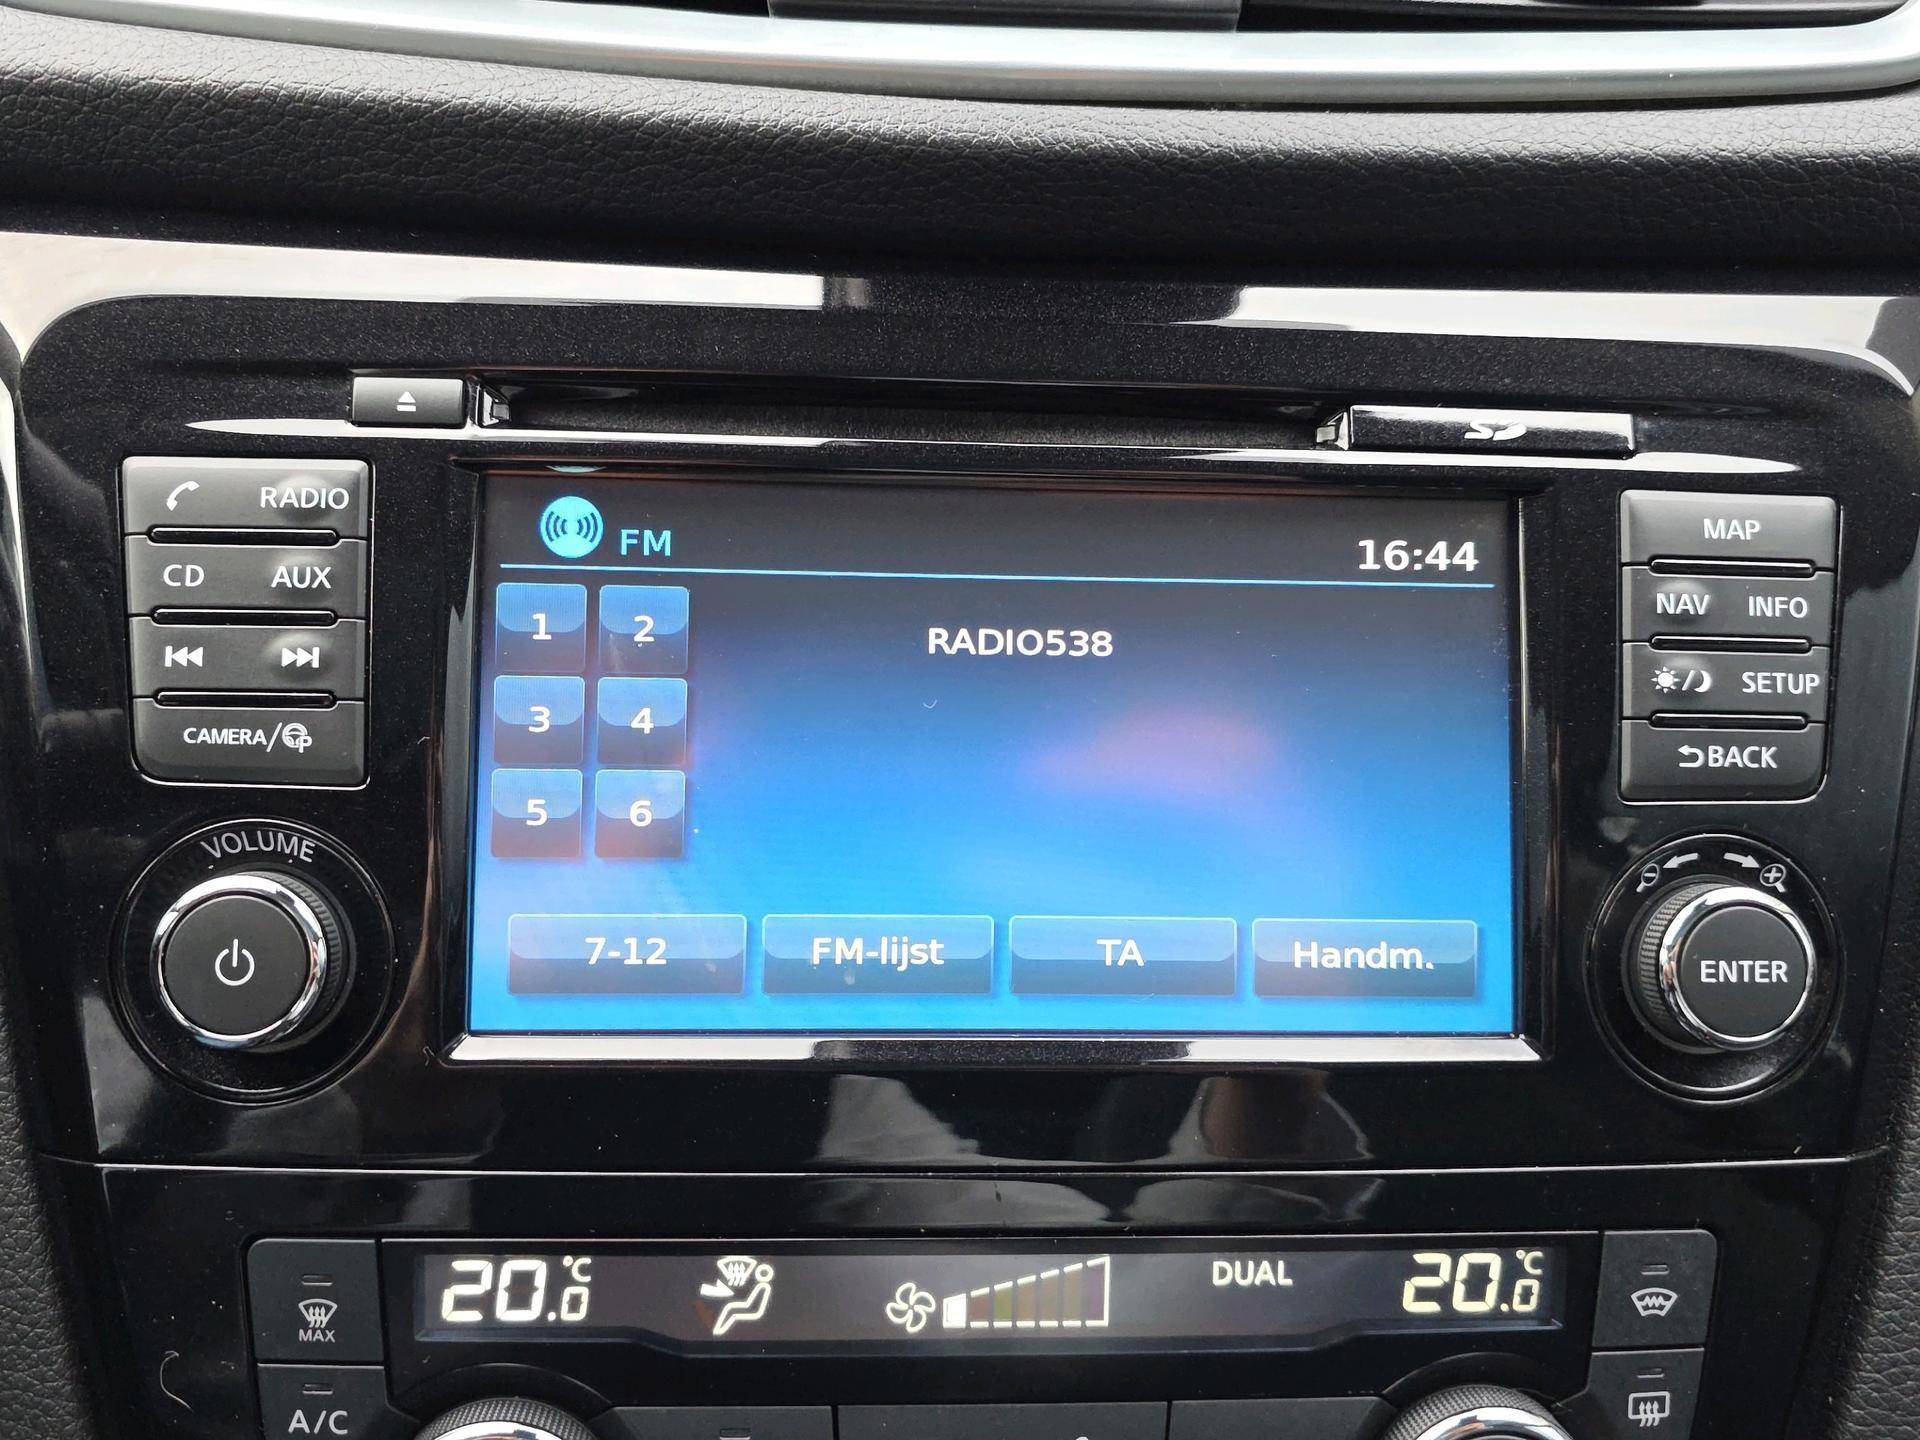 SD
RADIO
CD AUX
CAMERA/
VOLUME
FM
16:44
1 2
3 4
5 6
RADIO538
7-12 FM-lijst TA Handm.
MAP
NAV INFO
SETUP
BACK
ENTER
20.0 °C
DUAL
20.0 °C
MAX
A/C